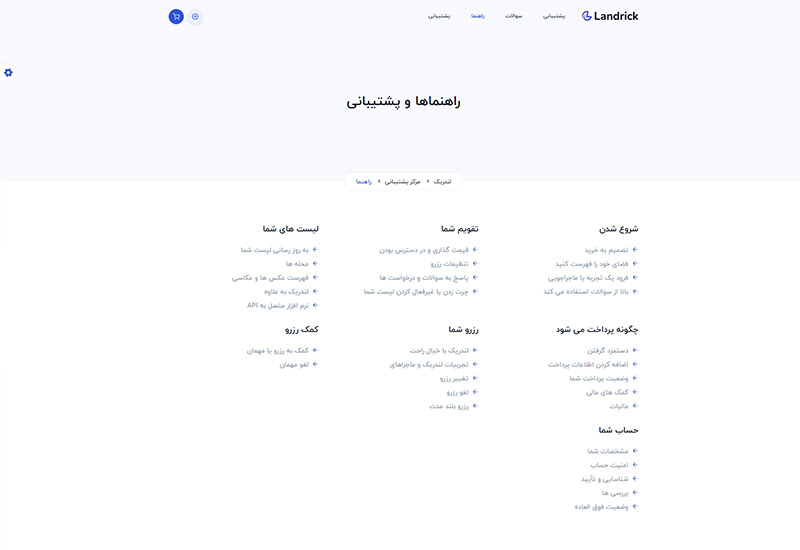 Landrick
پشتیبانی
سوالات
راهنما
پشتیبانی
راهنماها و پشتیبانی
لندریک
مرکز پشتیبانی
راهنما
شروع شدن
تصمیم به خرید
فضای خود را فهرست کنید
فرود یک تجربه یا ماجراجویی
بالا از سوالات استفاده می کند
تقویم شما
قیمت گذاری و در دسترس بودن
تنظیمات رزرو
پاسخ به سوالات و درخواست ها
چرت زدن یا غیرفعال کردن لیست شما
لیست های شما
به روز رسانی لیست شما
محله ها
فهرست عکس ها و عکاسی
لندریک به علاوه
نرم افزار متصل به API
چگونه پرداخت می شود
دستمزد گرفتن
اضافه کردن اطلاعات پرداخت
وضعیت پرداخت شما
کمک های مالی
مالیات
رزرو شما
لندریک با خیال راحت
تجربیات لندریک و ماجراهای
تغییر رزرو
لغو رزرو
رزرو بلند مدت
کمک رزرو
کمک به رزرو یا مهمان
لغو مهمان
حساب شما
مشخصات شما
امنیت حساب
شناسایی و تأیید
بررسی ها
وضعیت فوق العاده